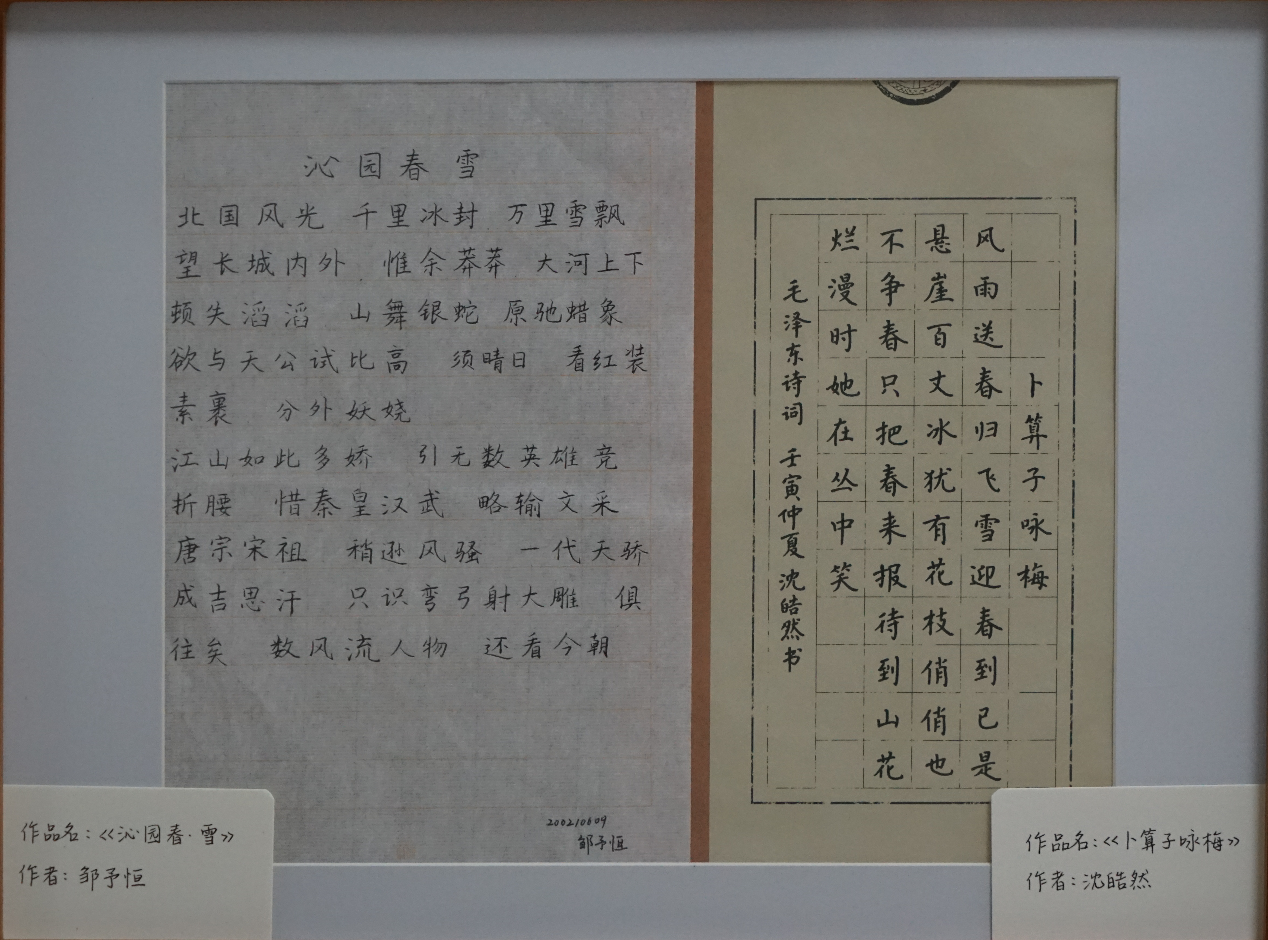 沁园春雪
北国风光 千里冰封 万里雪飘
望长城内外 惟余莽莽 大河上下
顿失滔滔 山舞银蛇 原驰蜡象
欲与天公试比高 须晴日 看红装
素裹 分外妖娆
江山如此多娇 引无数英雄竞
折腰 惜秦皇汉武 略输文采
唐宗宋祖 稍逊风骚 一代天骄
成吉思汗 只识弯弓射大雕 俱
往矣 数风流人物 还看今朝
200210609
邹予恒
卜算子咏梅
风雨送春归飞雪迎春到已是
悬崖百丈冰犹有花枝俏俏也
不争春只把春来报待到山花
烂漫时她在丛中笑
毛泽东诗词 壬寅仲夏 沈皓然书
作品名:《沁园春·雪》
作者:邹予恒
作品名:《卜算子咏梅》
作者:沈皓然